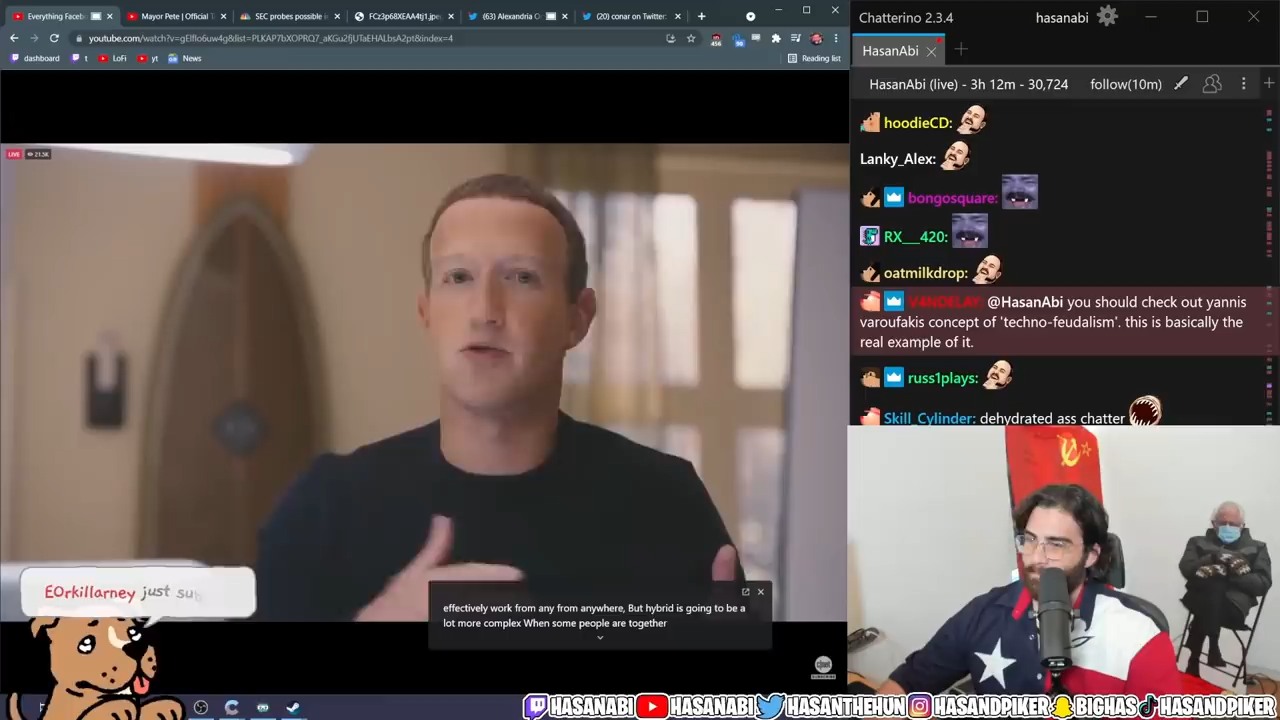 Everything Faceb
Mayor Pete | Official T
SEC probes possible i
FCz3p68XEAA4tj1.jpe
(63) Alexandria O
(20) conar on Twitter:
youtube.com/watch?v=gElfIo6uw4g&list=PLKAP7bXOPRQ7_aKGu2fjUTaEHALbsA2pt&index=4
dashboard
t
LoFi
yt
News
Reading list
LIVE
21.5K
effectively work from any from anywhere, But hybrid is going to be a
lot more complex When some people are together
EOrkillarney just sub
cnet
Chatterino 2.3.4
hasanabi
HasanAbi
HasanAbi (live) - 3h 12m - 30,724
follow(10m)
hoodieCD:
Lanky_Alex:
bongosquare:
RX__420:
oatmilkdrop:
V4NDELAY: @HasanAbi you should check out yannis
varoufakis concept of 'techno-feudalism'. this is basically the
real example of it.
russ1plays:
Skill_Cylinder: dehydrated ass chatter
HASANABI
HASANABI
HASANTHEHUN
HASANDPIKER
BIGHAS
HASANDPIKER